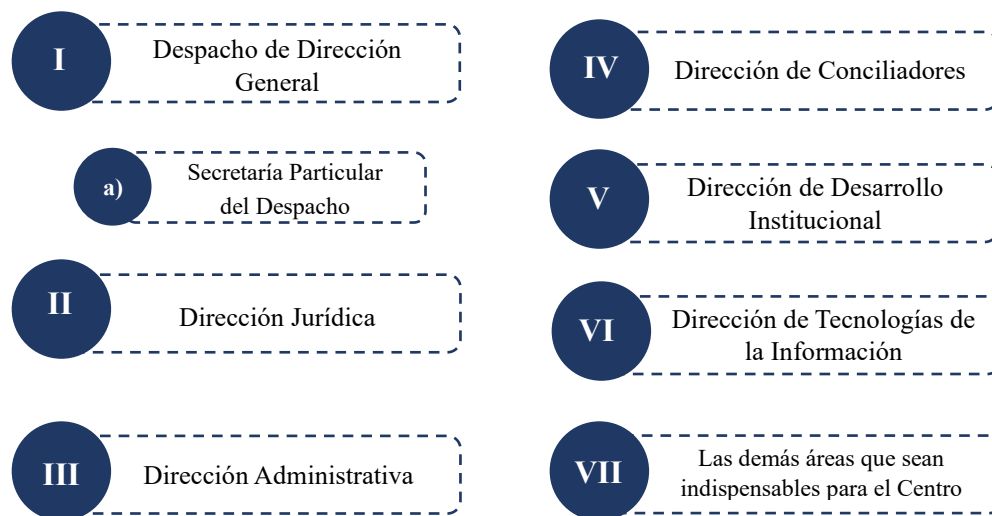 I
Despacho de Dirección
General
a)
Secretaría Particular
del Despacho
II
Dirección Jurídica
III
Dirección Administrativa
IV
Dirección de Conciliadores
V
Dirección de Desarrollo
Institucional
VI
Dirección de Tecnologías de
la Información
VII
Las demás áreas que sean
indispensables para el Centro